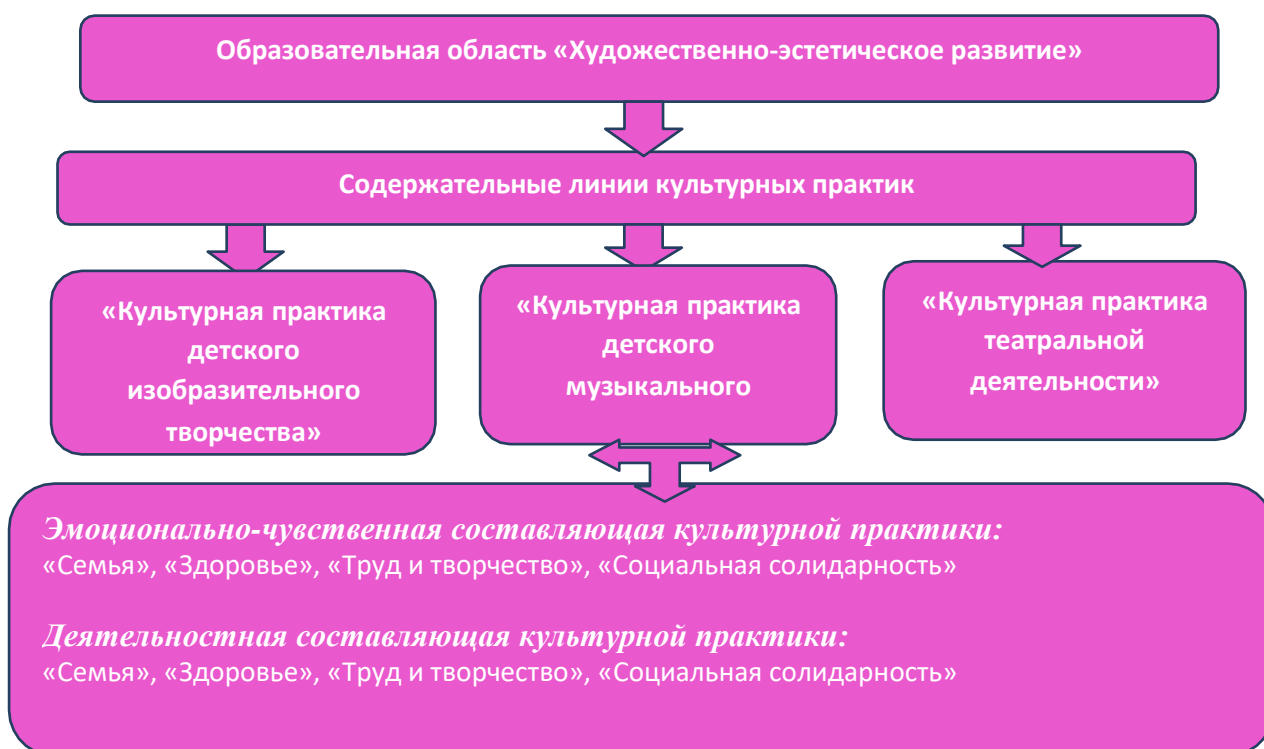 Образовательная область «Художественно-эстетическое развитие»
Содержательные линии культурных практик
«Культурная практика
детского
изобразительного
творчества»
«Культурная практика
детского
музыкального
«Культурная практика
театральной
деятельности»
Эмоционально-чувственная составляющая культурной практики:
«Семья», «Здоровье», «Труд и творчество», «Социальная солидарность»
Деятельностная составляющая культурной практики:
«Семья», «Здоровье», «Труд и творчество», «Социальная солидарность»